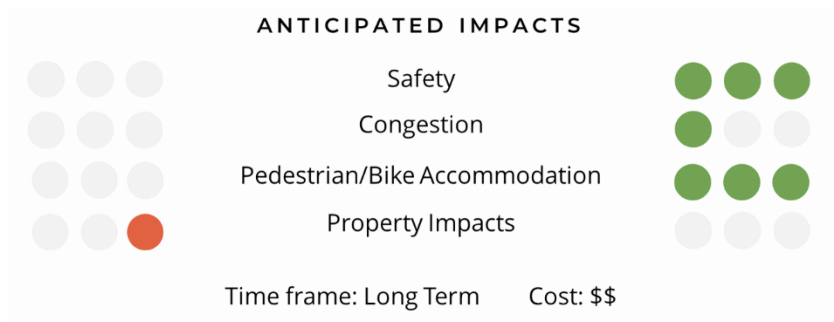 ANTICIPATED IMPACTS
Safety
Congestion
Pedestrian/Bike Accommodation
Property Impacts
Time frame: Long Term Cost: $$